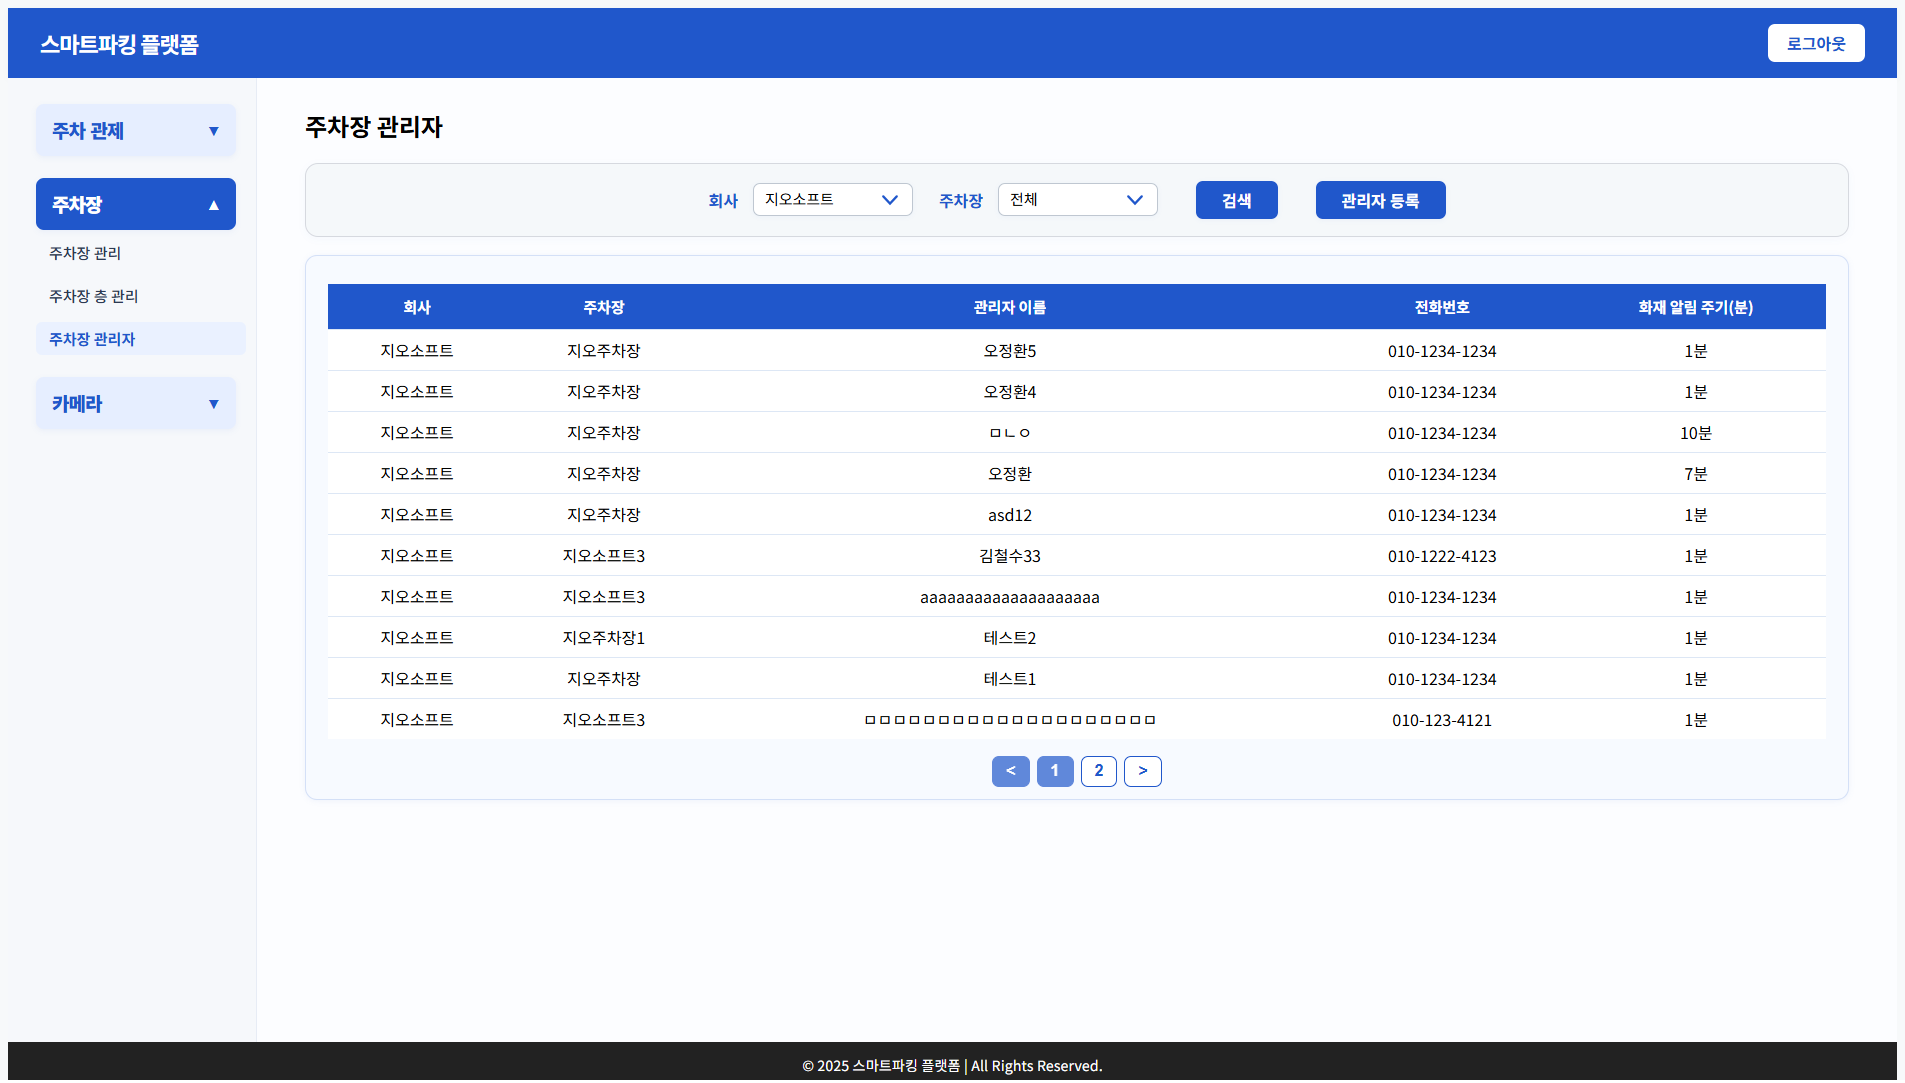 스마트파킹 플랫폼
로그아웃
주차 관제 ▼
주차장 ▲
주차장 관리
주차장 층 관리
주차장 관리자
카메라 ▼
주차장 관리자
회사 지오소프트 주차장 전체 검색 관리자 등록
회사 주차장 관리자 이름 전화번호 화재 알림 주기(분)
지오소프트 지오주차장 오정환5 010-1234-1234 1분
지오소프트 지오주차장 오정환4 010-1234-1234 1분
지오소프트 지오주차장 ㅁㄴㅇ 010-1234-1234 10분
지오소프트 지오주차장 오정환 010-1234-1234 7분
지오소프트 지오주차장 asd12 010-1234-1234 1분
지오소프트 지오소프트3 김철수33 010-1222-4123 1분
지오소프트 지오소프트3 aaaaaaaaaaaaaaaaaaaa 010-1234-1234 1분
지오소프트 지오주차장1 테스트2 010-1234-1234 1분
지오소프트 지오주차장 테스트1 010-1234-1234 1분
지오소프트 지오소프트3 ㅁㅁㅁㅁㅁㅁㅁㅁㅁㅁㅁㅁㅁㅁㅁㅁㅁㅁㅁㅁ 010-123-4121 1분
< 1 2 >
© 2025 스마트파킹 플랫폼 | All Rights Reserved.